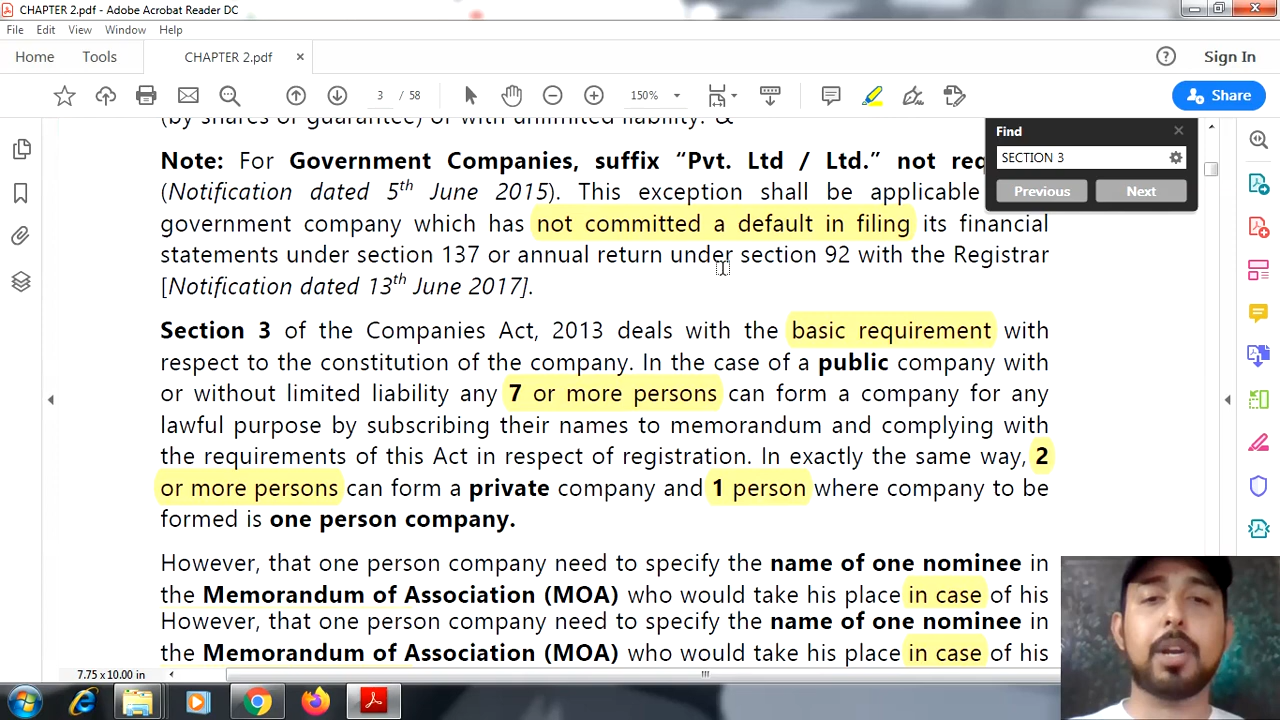 CHAPTER 2.pdf - Adobe Acrobat Reader DC
File Edit View Window Help
Home Tools CHAPTER 2.pdf × Sign In
3 / 58 150% Share
(by shares or guarantee) or with unlimited liability. &
Note: For Government Companies, suffix “Pvt. Ltd / Ltd.” not req
(Notification dated 5th June 2015). This exception shall be applicable
government company which has not committed a default in filing its financial
statements under section 137 or annual return under section 92 with the Registrar
[Notification dated 13th June 2017].
Section 3 of the Companies Act, 2013 deals with the basic requirement with
respect to the constitution of the company. In the case of a public company with
or without limited liability any 7 or more persons can form a company for any
lawful purpose by subscribing their names to memorandum and complying with
the requirements of this Act in respect of registration. In exactly the same way, 2
or more persons can form a private company and 1 person where company to be
formed is one person company.
However, that one person company need to specify the name of one nominee in
the Memorandum of Association (MOA) who would take his place in case of his
However, that one person company need to specify the name of one nominee in
the Memorandum of Association (MOA) who would take his place in case of his
Find
SECTION 3
Previous Next
7.75 x 10.00 in